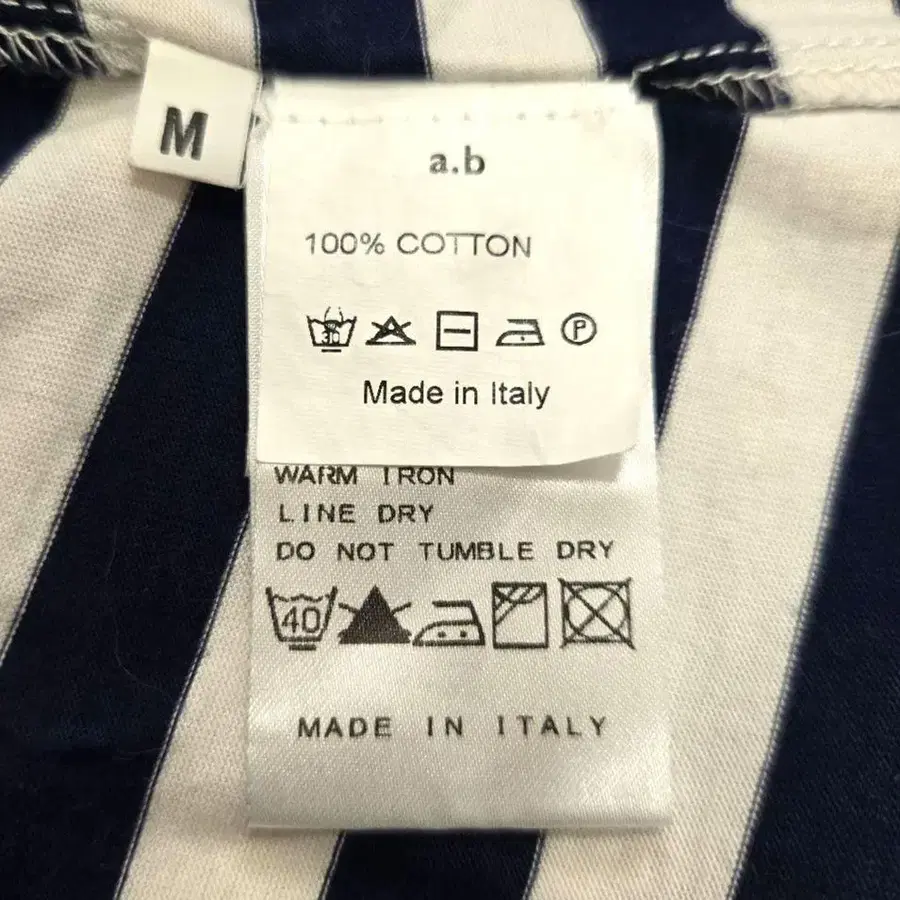 M
a.b
100% COTTON
30
P
Made in Italy
WARM IRON
LINE DRY
DO NOT TUMBLE DRY
40
MADE IN ITALY